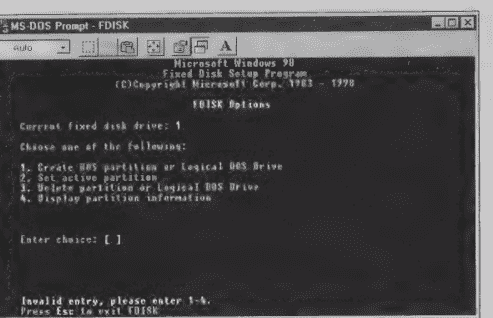 MS-DOS Prompt - FDISK
Auto
A
Microsoft Windows 98
Fixed Disk Setup Program
(C)Copyright Microsoft Corp. 1983 - 1998
FDISK Options
Current fixed disk drive: 1
Choose one of the following:
1. Create DOS partition or Logical DOS Drive
2. Set active partition
3. Delete partition or Logical DOS Drive
4. Display partition information
Enter choice: [ ]
Invalid entry, please enter 1-4.
Press Esc to exit FDISK